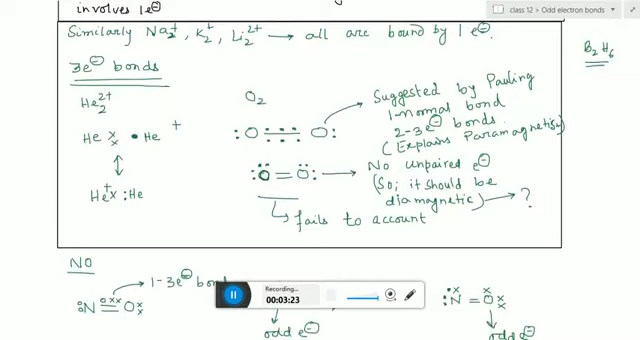 involves 1e⊖
class 12 > Odd electron bonds
Similarly Na₂⁺, K₂⁺, Li₂²⁺ → all are bound by 1 e⊖.
B₂H₆
3e⊖ bonds
He₂²⁺
O₂
Suggested by Pauling
1-normal bond
2-3e⊖ bonds.
(Explains Paramagnetism)
He ˣₓ • He ⁺
:O ∴∴∴ O:
↕
He⁺x :He
:Ö=Ö: → No unpaired e⊖
(So; it should be
diamagnetic) → ?
↳ fails to account
NO
1-3e⊖ bond
N O
Recording...
00:03:23
:N = O
odd e⊖
odd e⊖